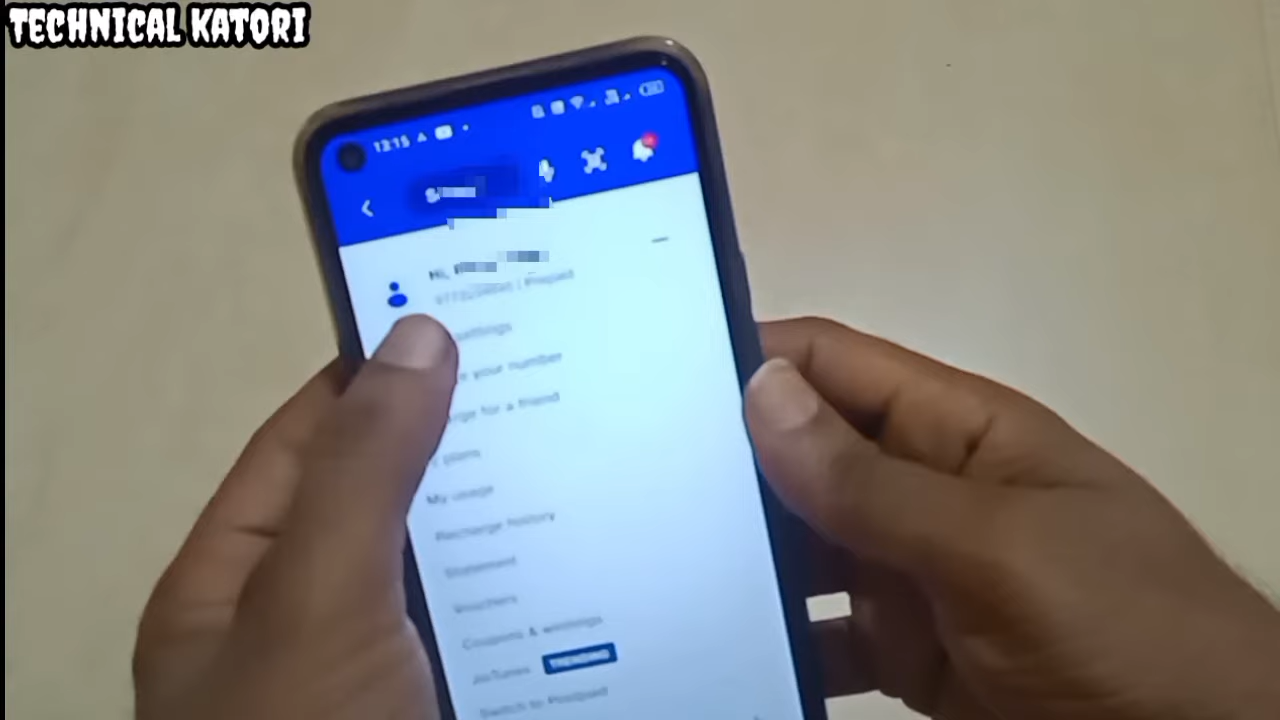 TECHNICAL KATORI
12:15
Hi,
| Prepaid
settings
your number
for a friend
plans
My usage
Recharge history
Statement
Vouchers
Coupons & winnings
JioTunes TRENDING
Switch to Postpaid